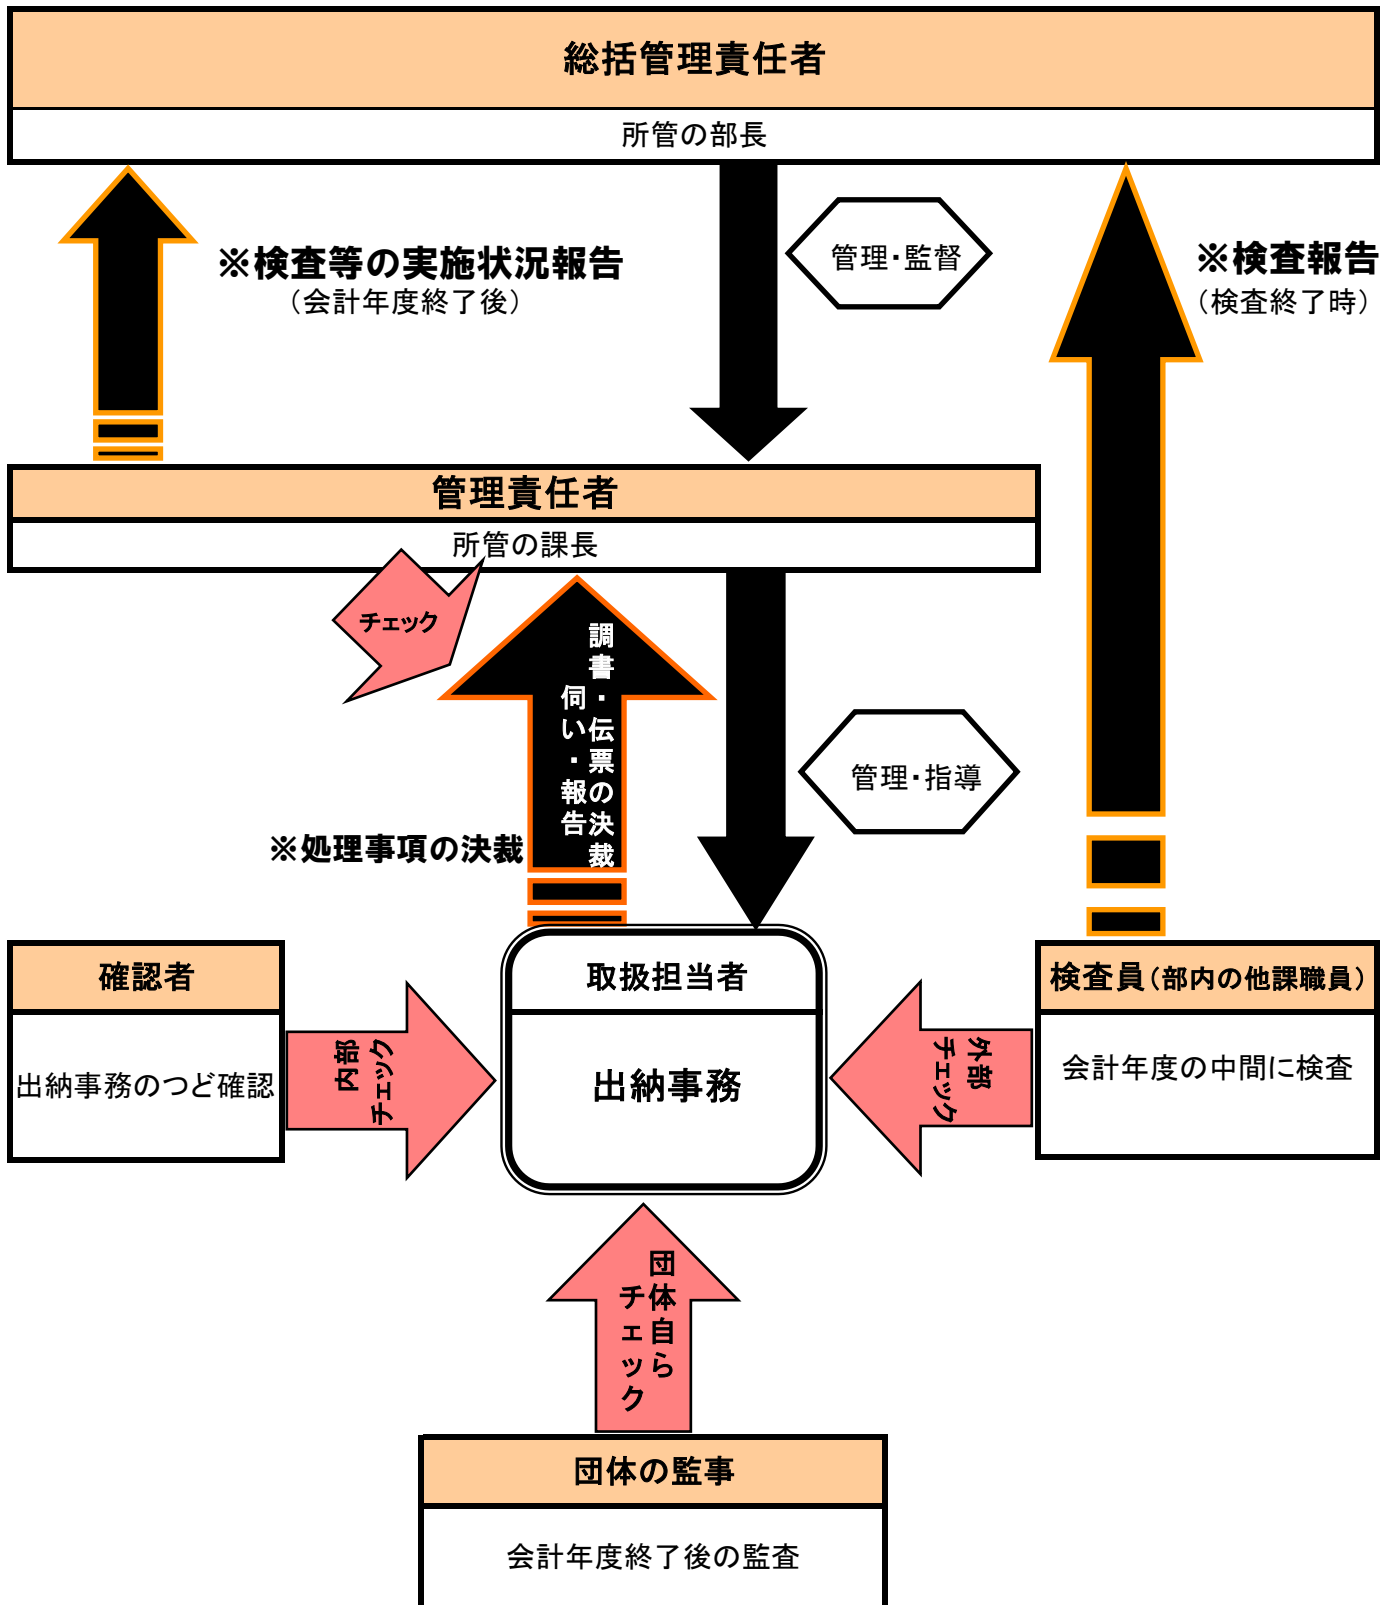 総括管理責任者
所管の部長
※検査等の実施状況報告
（会計年度終了後）
管理・監督
※検査報告
（検査終了時）
管理責任者
所管の課長
チェック
調書・伝票の決裁
伺い・報告
管理・指導
※処理事項の決裁
確認者
出納事務のつど確認
内部
チェック
取扱担当者
出納事務
外部
チェック
検査員（部内の他課職員）
会計年度の中間に検査
団体自ら
チェック
団体の監事
会計年度終了後の監査